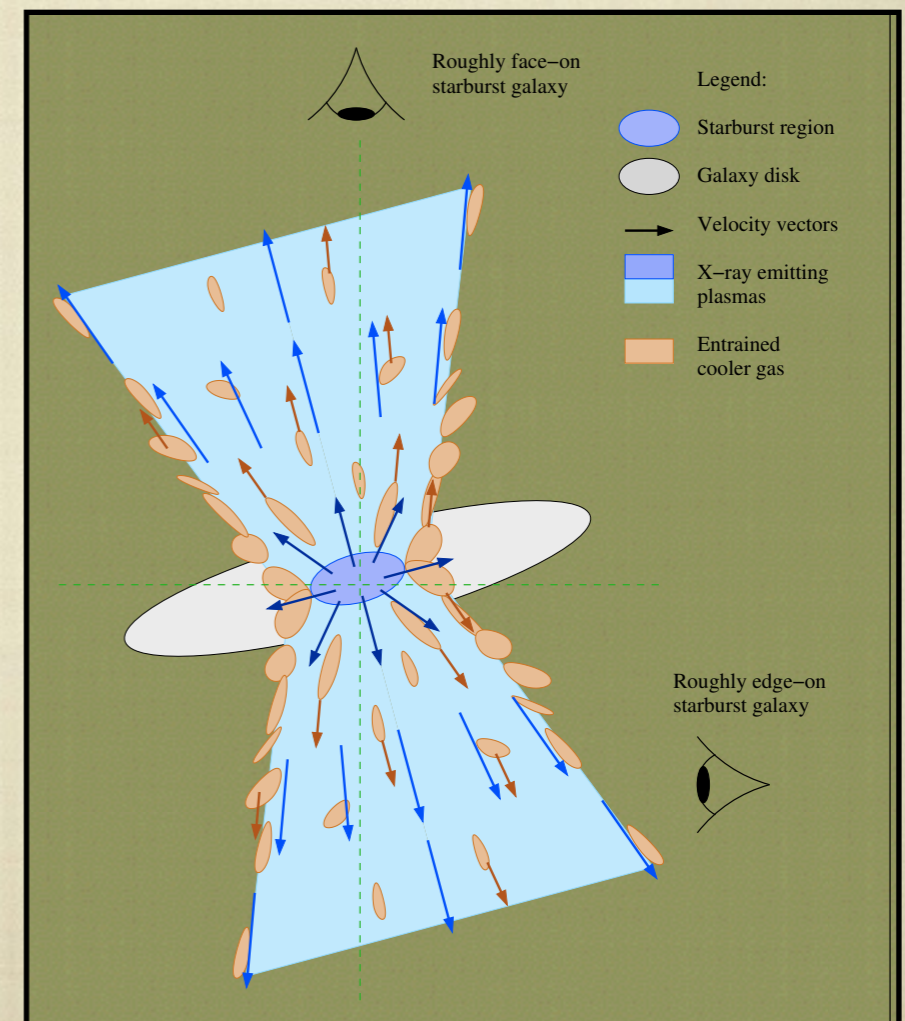 Roughly face−on
starburst galaxy
Legend:
Starburst region
Galaxy disk
Velocity vectors
X−ray emitting
plasmas
Entrained
cooler gas
Roughly edge−on
starburst galaxy